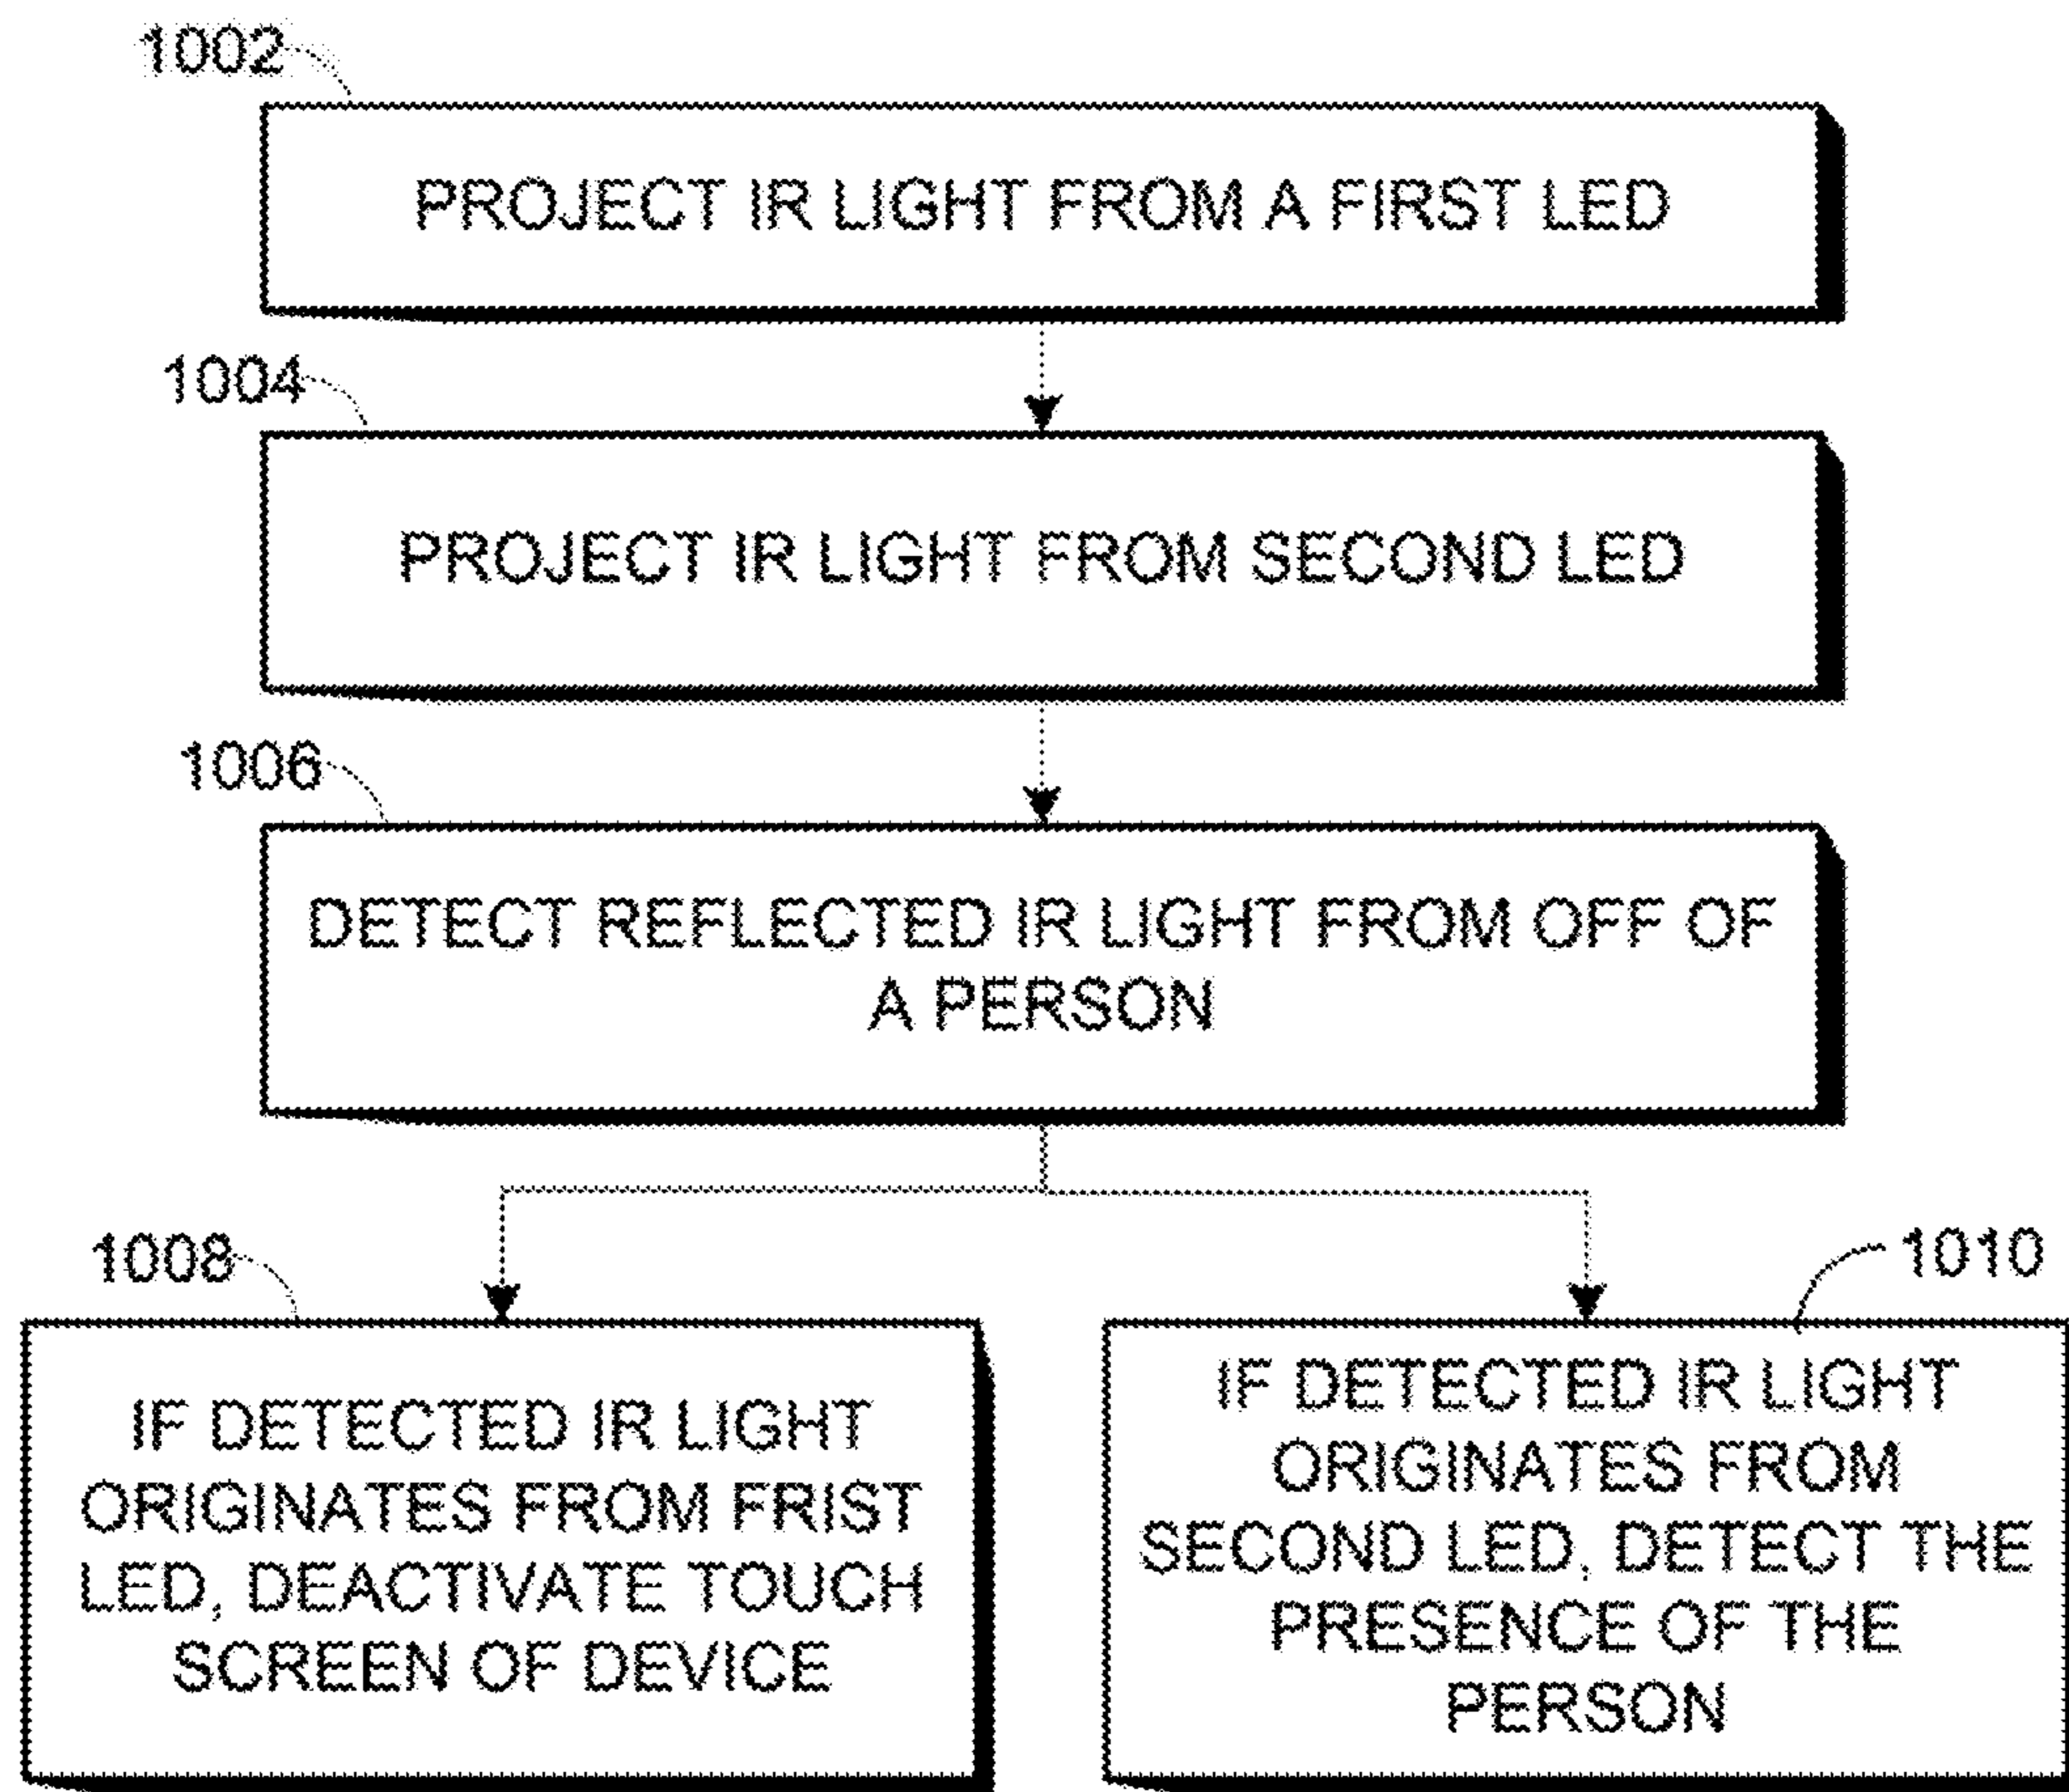 1002
PROJECT IR LIGHT FROM A FIRST LED
1004
PROJECT IR LIGHT FROM SECOND LED
1006
DETECT REFLECTED IR LIGHT FROM OFF OF
A PERSON
1008
IF DETECTED IR LIGHT
ORIGINATES FROM FRIST
LED, DEACTIVATE TOUCH
SCREEN OF DEVICE
1010
IF DETECTED IR LIGHT
ORIGINATES FROM
SECOND LED, DETECT THE
PRESENCE OF THE
PERSON